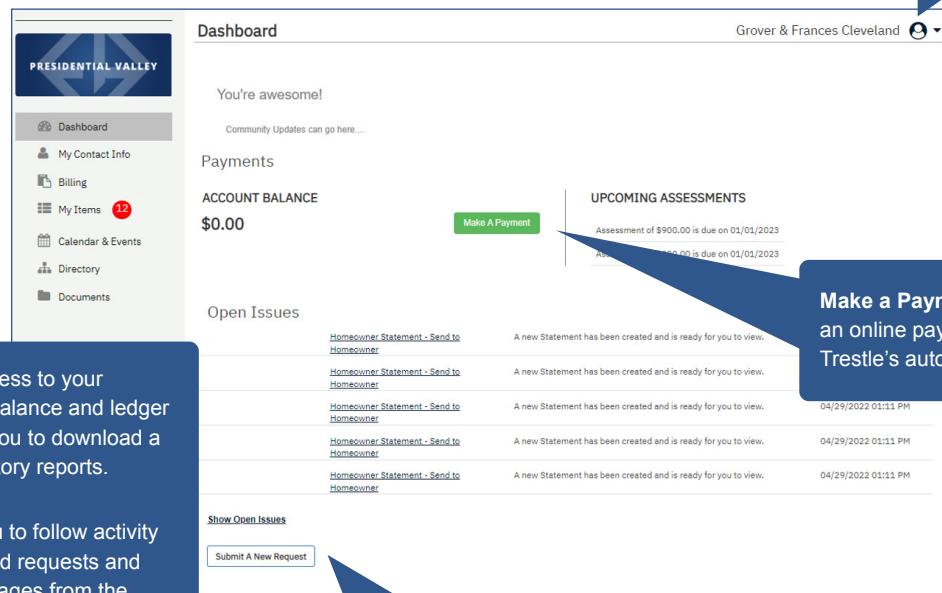 Dashboard
Grover & Frances Cleveland
PRESIDENTIAL VALLEY
Dashboard
My Contact Info
Billing
My Items 12
Calendar & Events
Directory
Documents
You're awesome!
Community Updates can go here....
Payments
ACCOUNT BALANCE
$0.00
Make A Payment
UPCOMING ASSESSMENTS
Assessment of $900.00 is due on 01/01/2023
00.00 is due on 01/01/2023
Make a Payn
an online pay
Trestle's auto
Open Issues
Homeowner Statement - Send to
Homeowner
A new Statement has been created and is ready for you to view.
Homeowner Statement - Send to
Homeowner
A new Statement has been created and is ready for you to view.
Homeowner Statement - Send to
Homeowner
A new Statement has been created and is ready for you to view.
04/29/2022 01:11 PM
Homeowner Statement - Send to
Homeowner
A new Statement has been created and is ready for you to view.
04/29/2022 01:11 PM
Homeowner Statement - Send to
Homeowner
A new Statement has been created and is ready for you to view.
04/29/2022 01:11 PM
Show Open Issues
Submit A New Request
ess to your
alance and ledger
ou to download a
tory reports.
u to follow activity
d requests and
ages from the